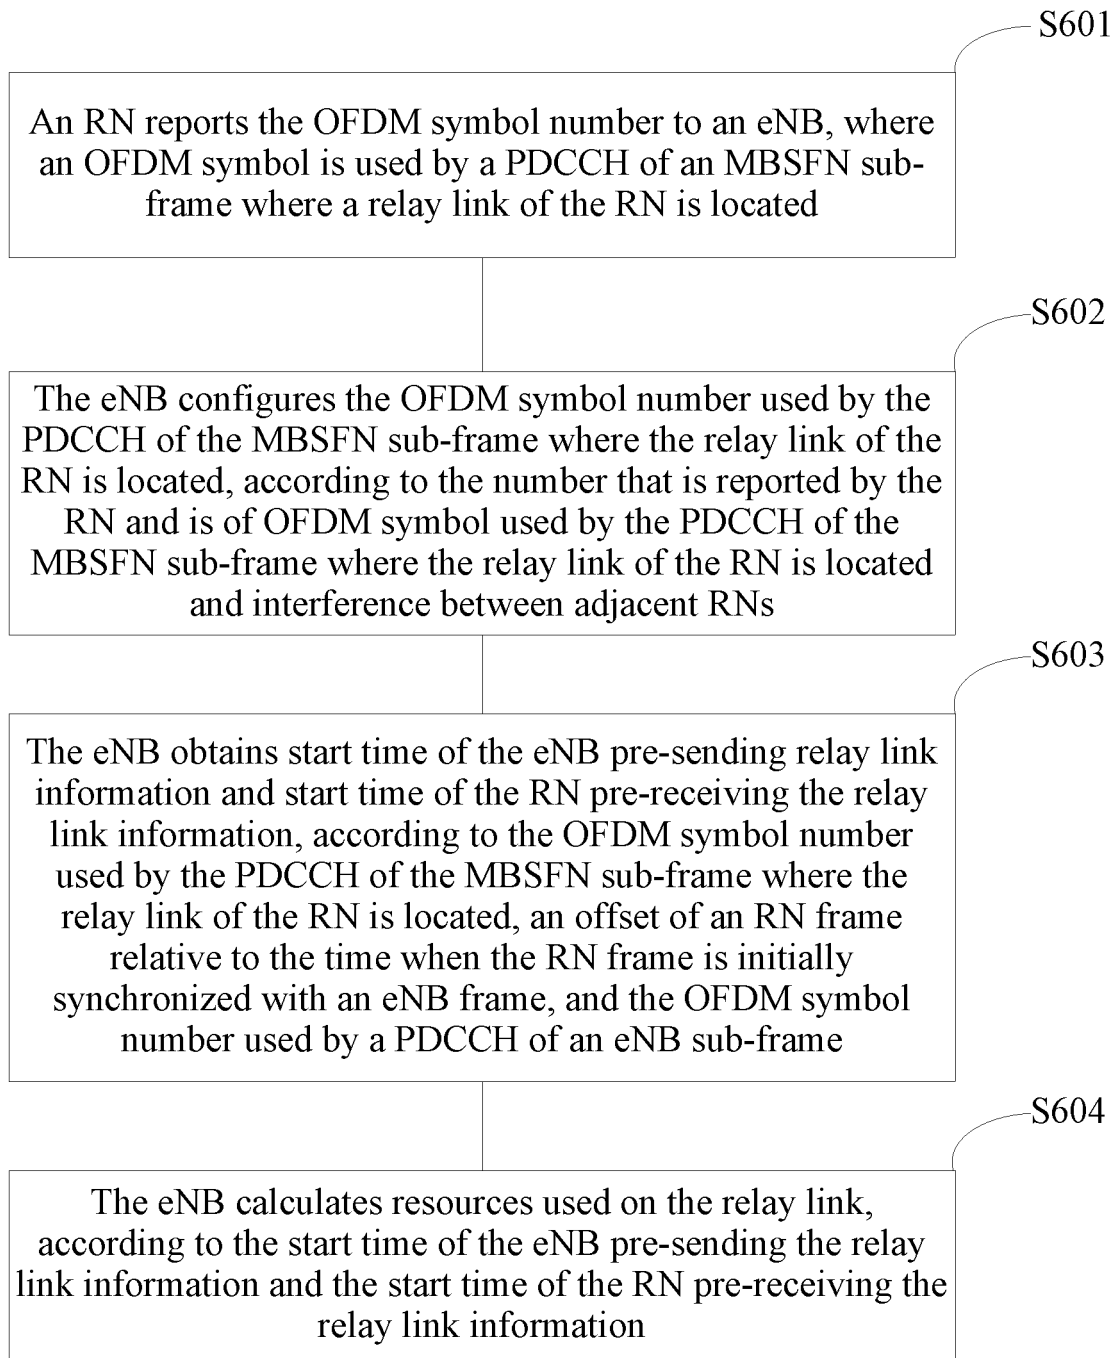 S601
An RN reports the OFDM symbol number to an eNB, where
an OFDM symbol is used by a PDCCH of an MBSFN sub-
frame where a relay link of the RN is located
S602
The eNB configures the OFDM symbol number used by the
PDCCH of the MBSFN sub-frame where the relay link of the
RN is located, according to the number that is reported by the
RN and is of OFDM symbol used by the PDCCH of the
MBSFN sub-frame where the relay link of the RN is located
and interference between adjacent RNs
S603
The eNB obtains start time of the eNB pre-sending relay link
information and start time of the RN pre-receiving the relay
link information, according to the OFDM symbol number
used by the PDCCH of the MBSFN sub-frame where the
relay link of the RN is located, an offset of an RN frame
relative to the time when the RN frame is initially
synchronized with an eNB frame, and the OFDM symbol
number used by a PDCCH of an eNB sub-frame
S604
The eNB calculates resources used on the relay link,
according to the start time of the eNB pre-sending the relay
link information and the start time of the RN pre-receiving the
relay link information